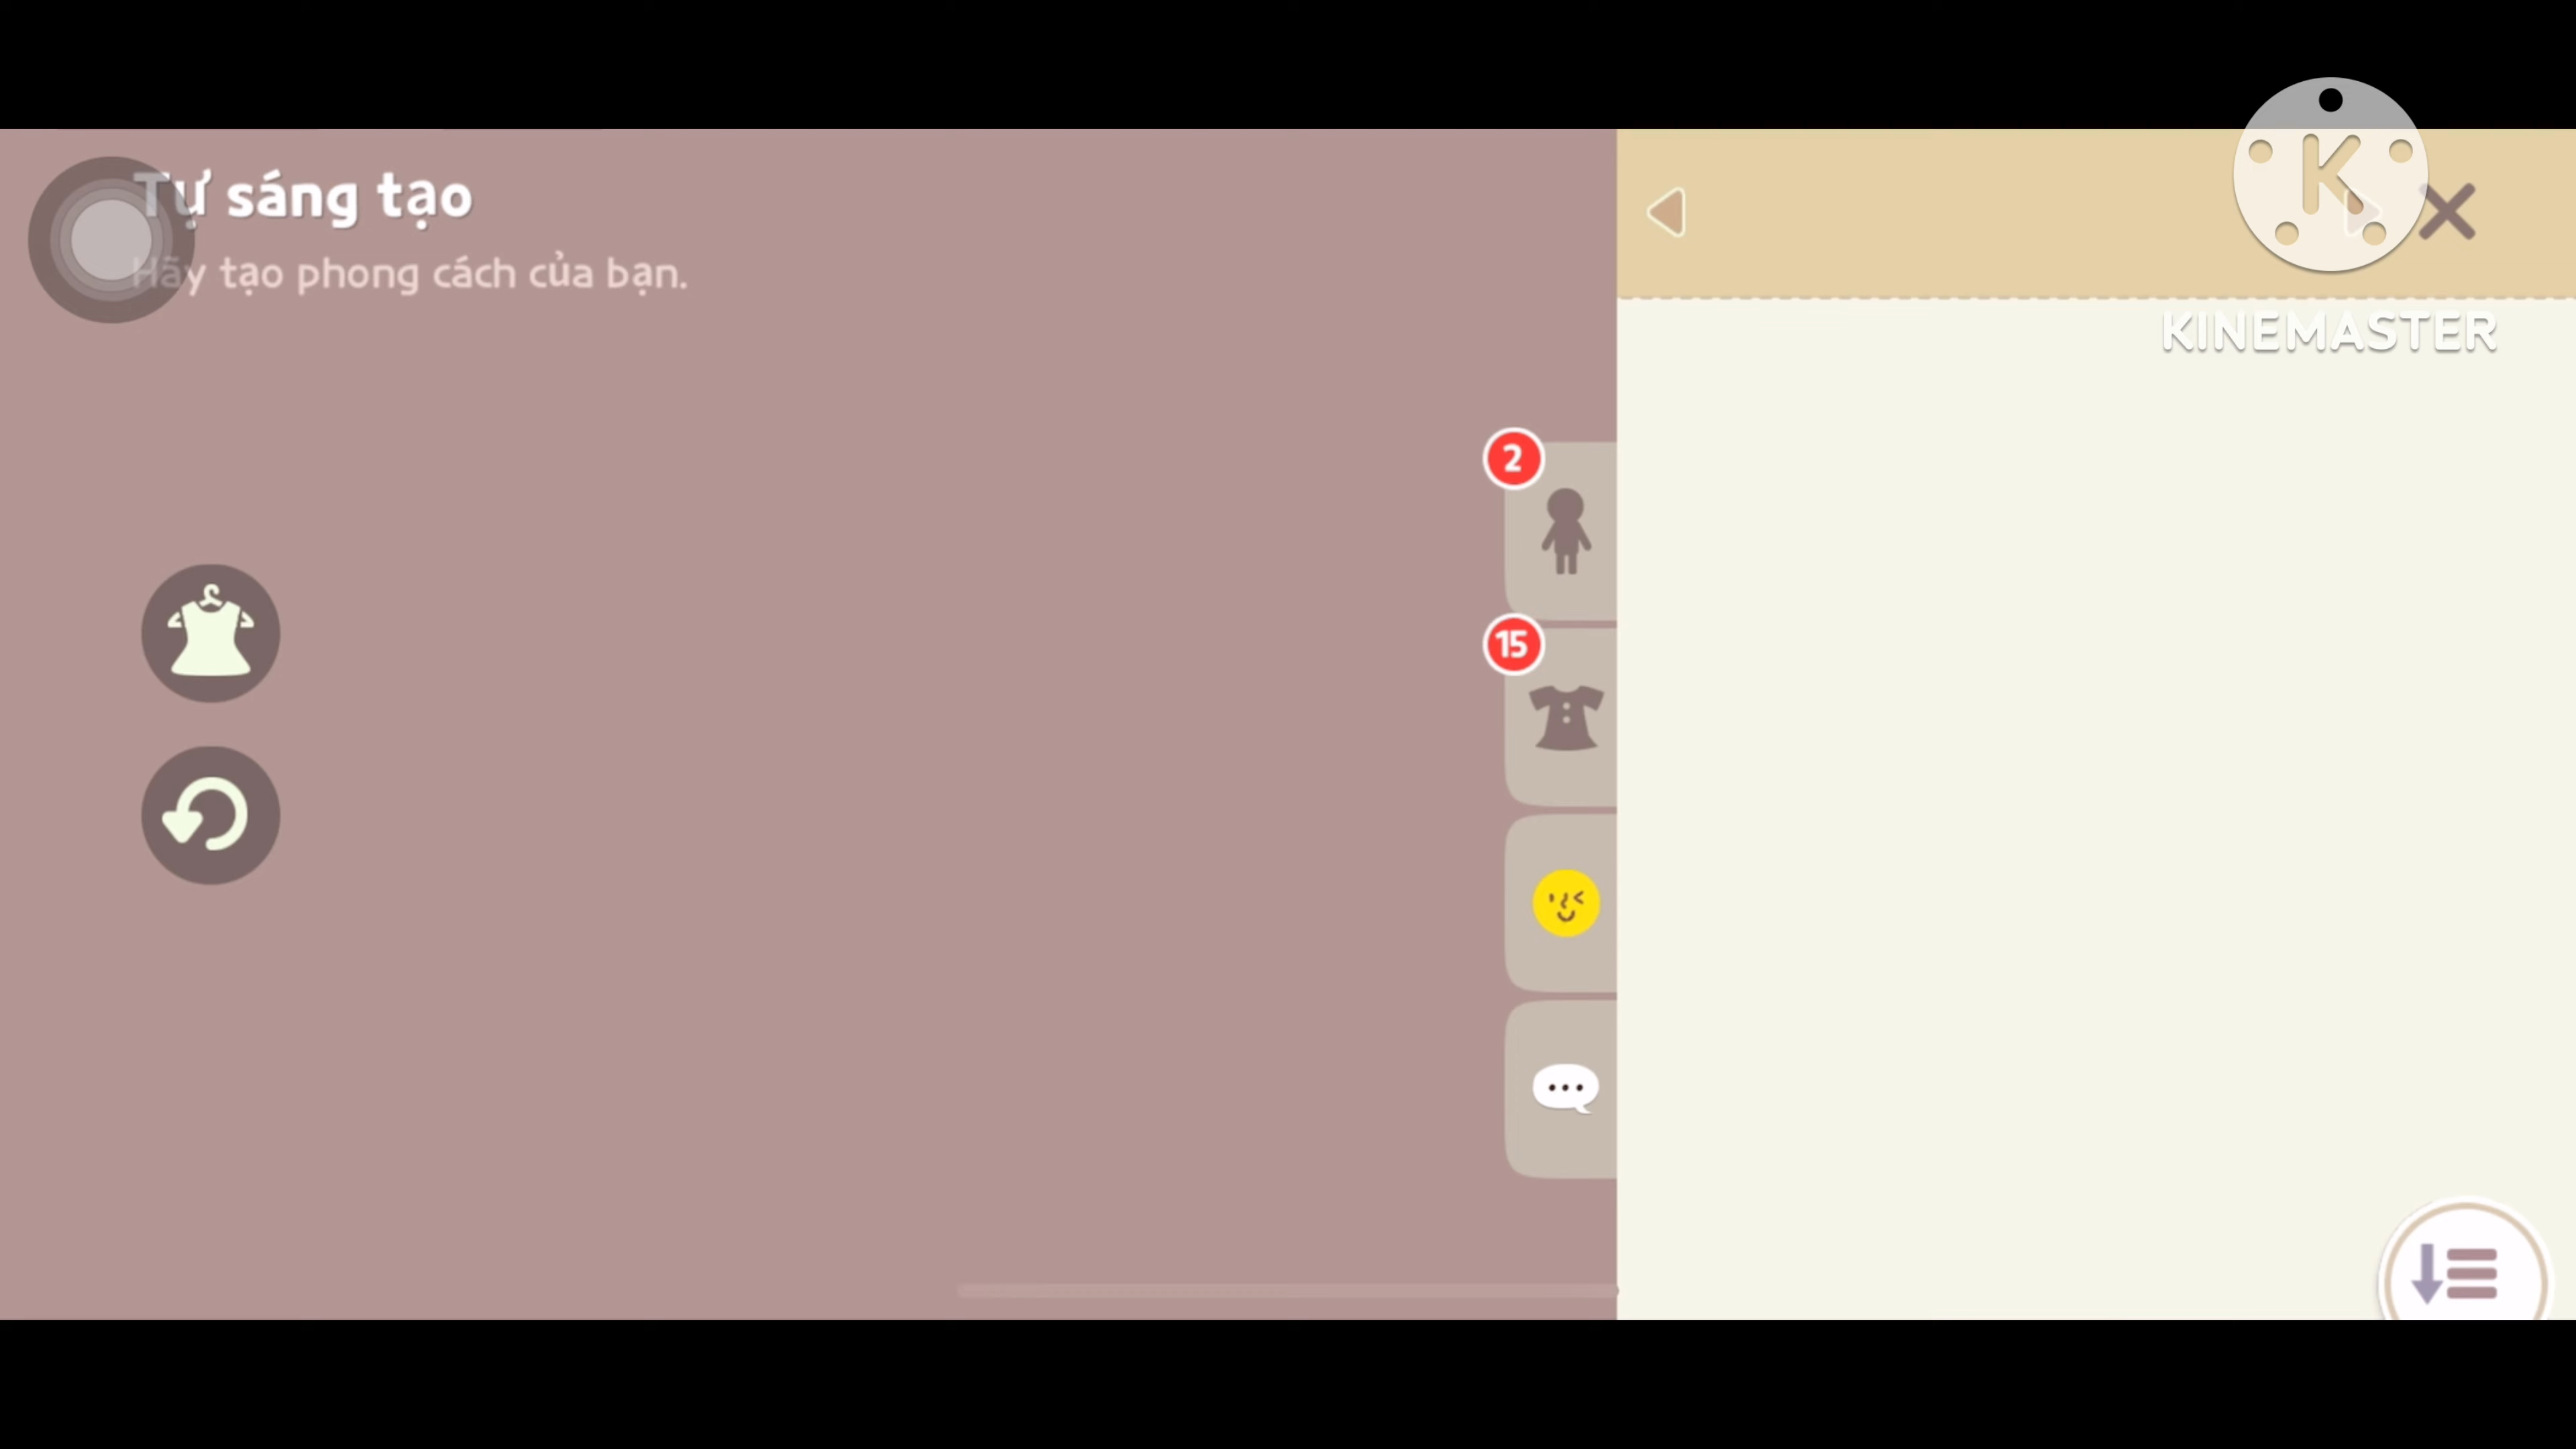 Tự sáng tạo
Hãy tạo phong cách của bạn.
K
KINEMASTER
2
15